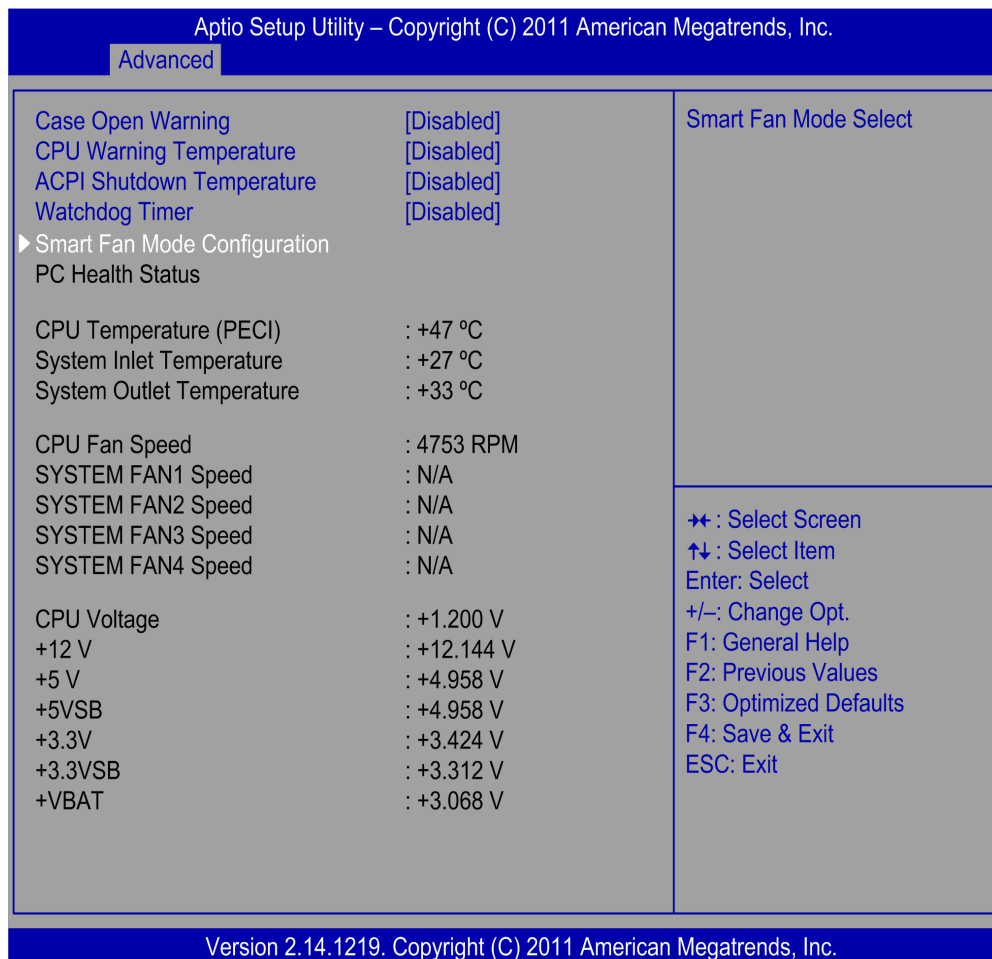 Aptio Setup Utility – Copyright (C) 2011 American Megatrends, Inc.
Advanced
Case Open Warning [Disabled]
CPU Warning Temperature [Disabled]
ACPI Shutdown Temperature [Disabled]
Watchdog Timer [Disabled]
Smart Fan Mode Configuration
PC Health Status
CPU Temperature (PECI) : +47 ºC
System Inlet Temperature : +27 ºC
System Outlet Temperature : +33 ºC
CPU Fan Speed : 4753 RPM
SYSTEM FAN1 Speed : N/A
SYSTEM FAN2 Speed : N/A
SYSTEM FAN3 Speed : N/A
SYSTEM FAN4 Speed : N/A
CPU Voltage : +1.200 V
+12 V : +12.144 V
+5 V : +4.958 V
+5VSB : +4.958 V
+3.3V : +3.424 V
+3.3VSB : +3.312 V
+VBAT : +3.068 V
Smart Fan Mode Select
→← : Select Screen
↑↓ : Select Item
Enter: Select
+/–: Change Opt.
F1: General Help
F2: Previous Values
F3: Optimized Defaults
F4: Save & Exit
ESC: Exit
Version 2.14.1219. Copyright (C) 2011 American Megatrends, Inc.